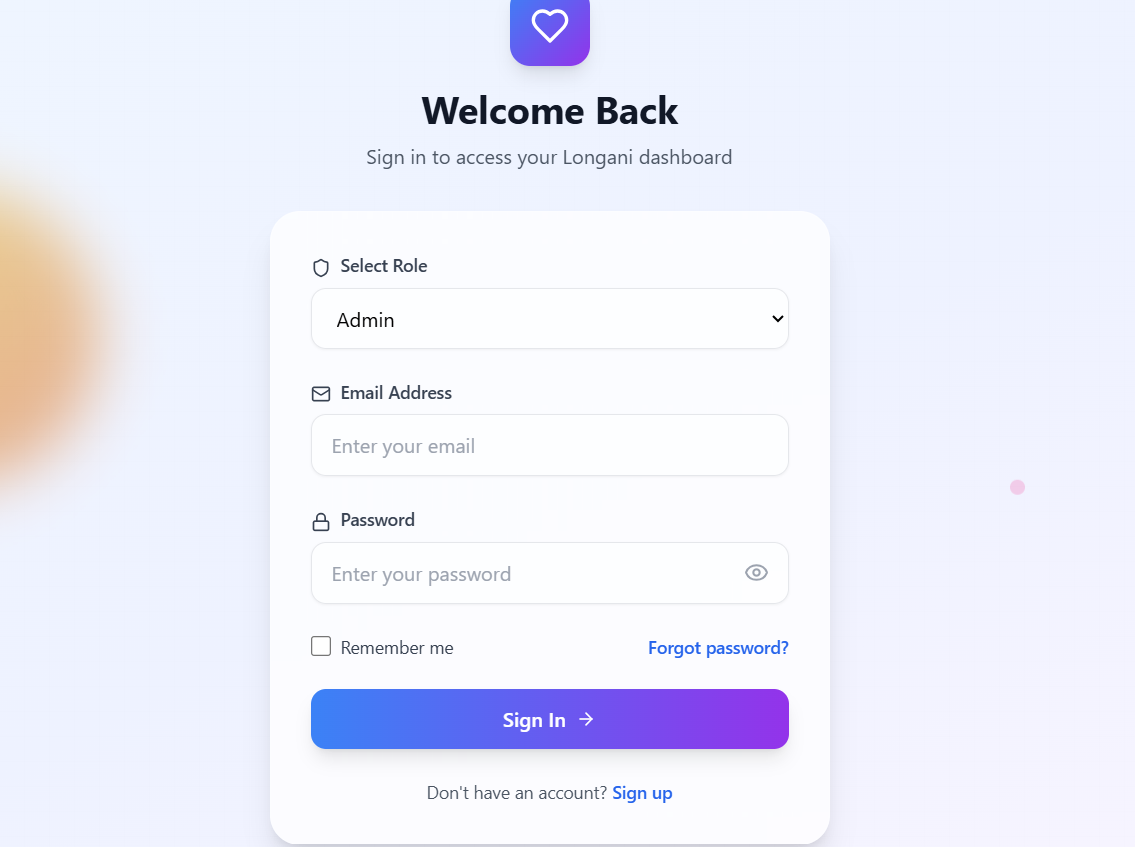 Welcome Back
Sign in to access your Longani dashboard
Select Role
Admin
Email Address
Enter your email
Password
Enter your password
Remember me
Forgot password?
Sign In →
Don't have an account? Sign up